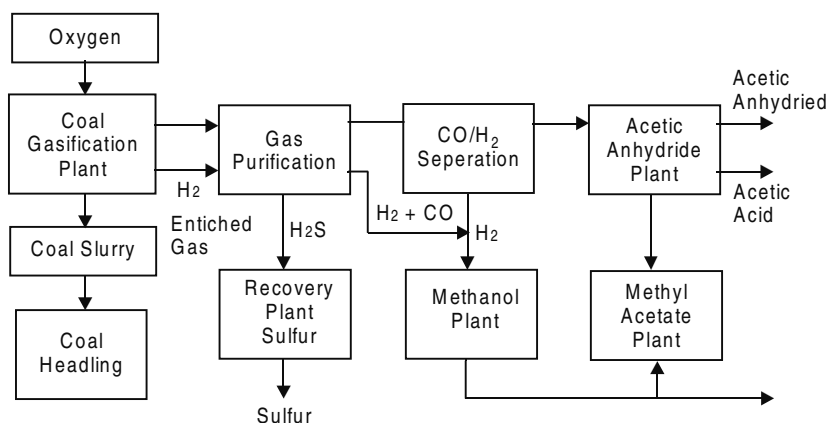 Oxygen
Coal
Gasification
Plant
H2
Entiched
Gas
Coal Slurry
Coal
Headling
Gas
Purification
H2S
H2 + CO
Recovery
Plant
Sulfur
Sulfur
CO/H2
Seperation
H2
Methanol
Plant
Acetic
Anhydride
Plant
Acetic
Anhydried
Acetic
Acid
Methyl
Acetate
Plant